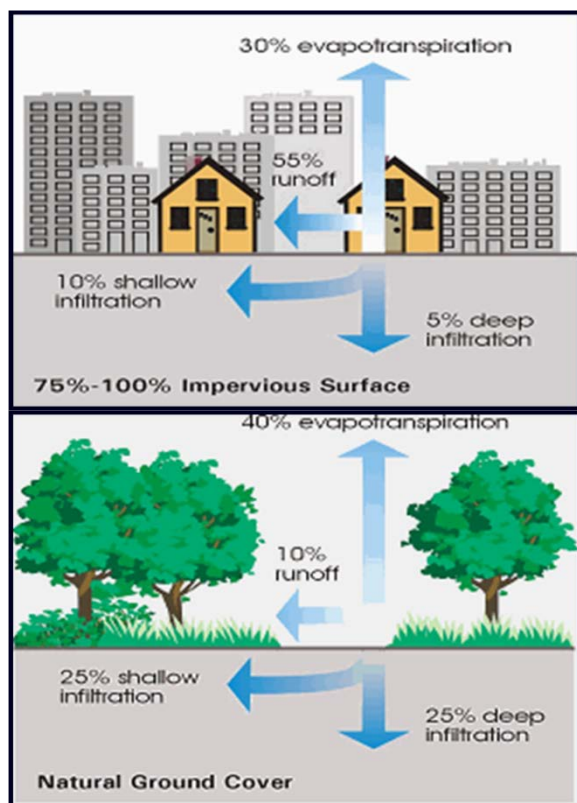 30% evapotranspiration
55%
runoff
10% shallow
infiltration
5% deep
infiltration
75%-100% Impervious Surface
40% evapotranspiration
10%
runoff
25% shallow
infiltration
25% deep
infiltration
Natural Ground Cover